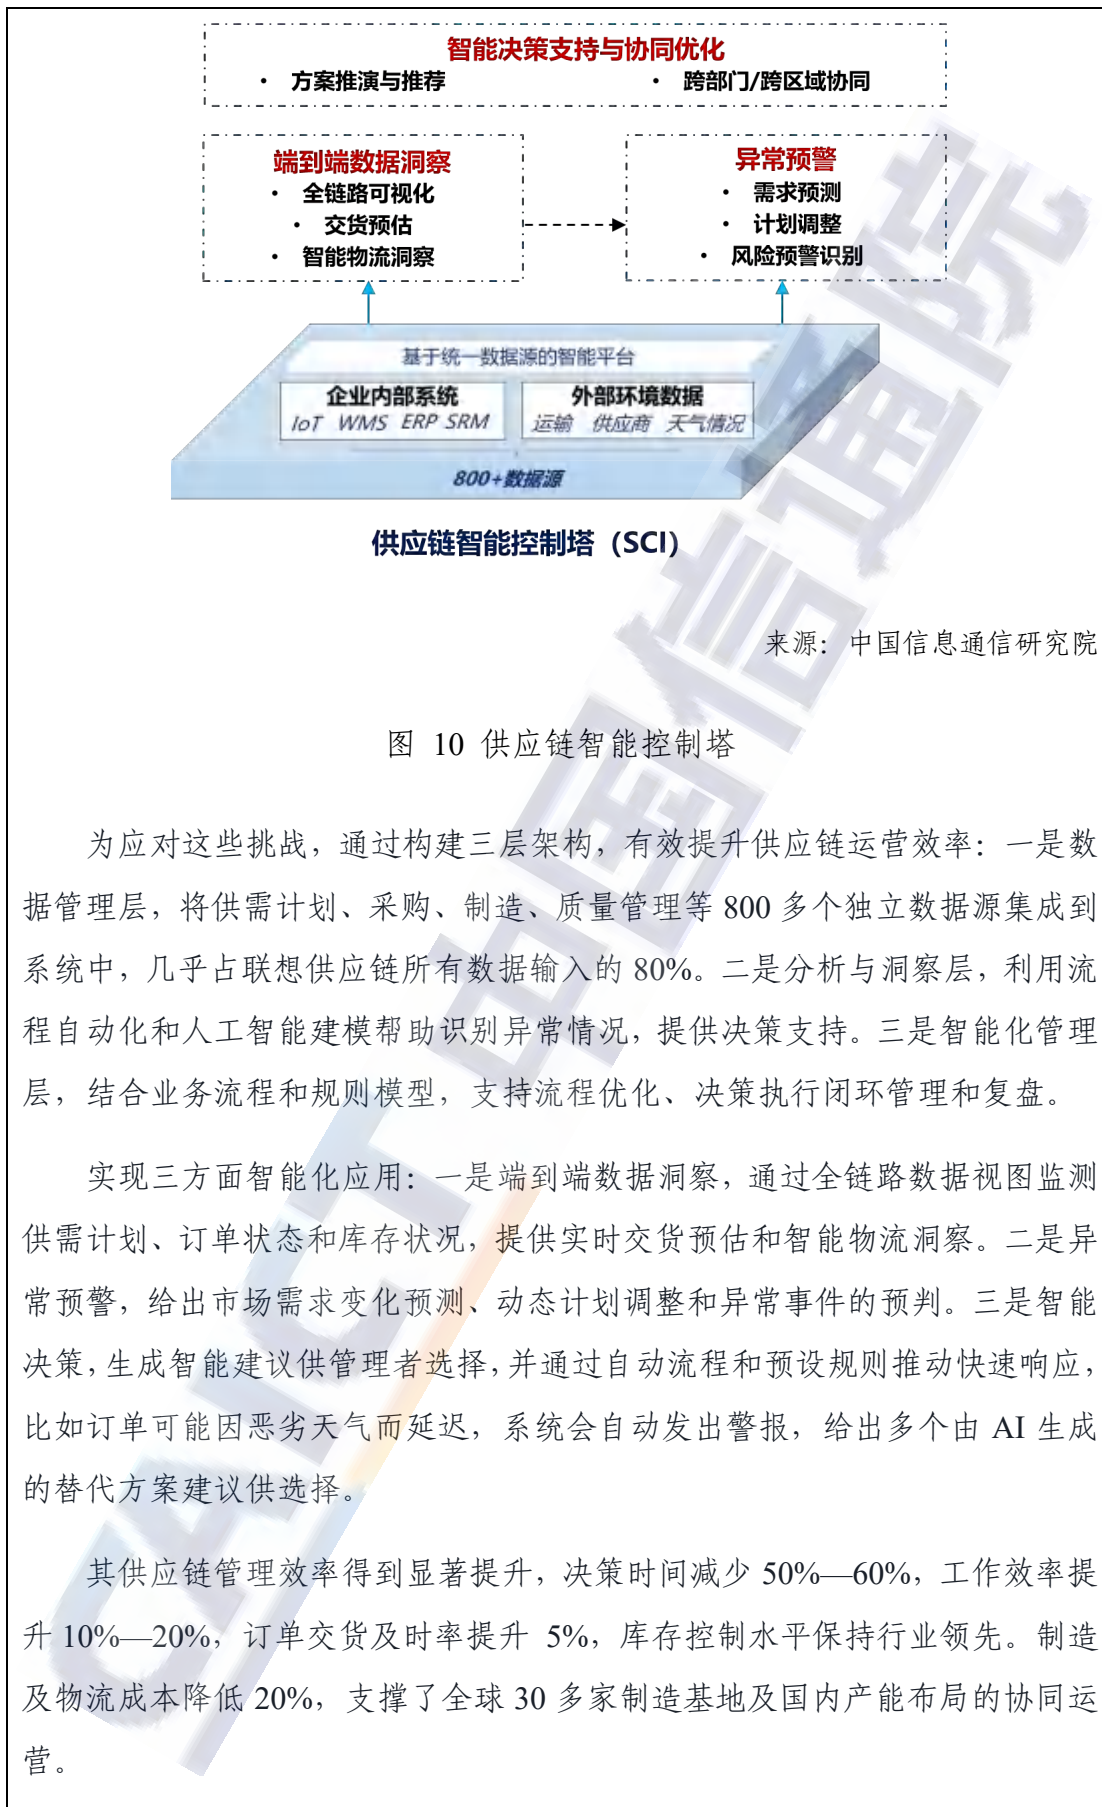 智能决策支持与协同优化
• 方案推演与推荐 • 跨部门/跨区域协同
端到端数据洞察
• 全链路可视化
• 交货预估
• 智能物流洞察
异常预警
• 需求预测
• 计划调整
• 风险预警识别
基于统一数据源的智能平台
企业内部系统
IoT WMS ERP SRM
外部环境数据
运输 供应商 天气情况
800+数据源
供应链智能控制塔（SCI）
来源：中国信息通信研究院
图 10 供应链智能控制塔
为应对这些挑战，通过构建三层架构，有效提升供应链运营效率：一是数
据管理层，将供需计划、采购、制造、质量管理等 800 多个独立数据源集成到
系统中，几乎占联想供应链所有数据输入的 80%。二是分析与洞察层，利用流
程自动化和人工智能建模帮助识别异常情况，提供决策支持。三是智能化管理
层，结合业务流程和规则模型，支持流程优化、决策执行闭环管理和复盘。
实现三方面智能化应用：一是端到端数据洞察，通过全链路数据视图监测
供需计划、订单状态和库存状况，提供实时交货预估和智能物流洞察。二是异
常预警，给出市场需求变化预测、动态计划调整和异常事件的预判。三是智能
决策，生成智能建议供管理者选择，并通过自动流程和预设规则推动快速响应，
比如订单可能因恶劣天气而延迟，系统会自动发出警报，给出多个由 AI 生成
的替代方案建议供选择。
其供应链管理效率得到显著提升，决策时间减少 50%—60%，工作效率提
升 10%—20%，订单交货及时率提升 5%，库存控制水平保持行业领先。制造
及物流成本降低 20%，支撑了全球 30 多家制造基地及国内产能布局的协同运
营。
CAICT 中国信通院